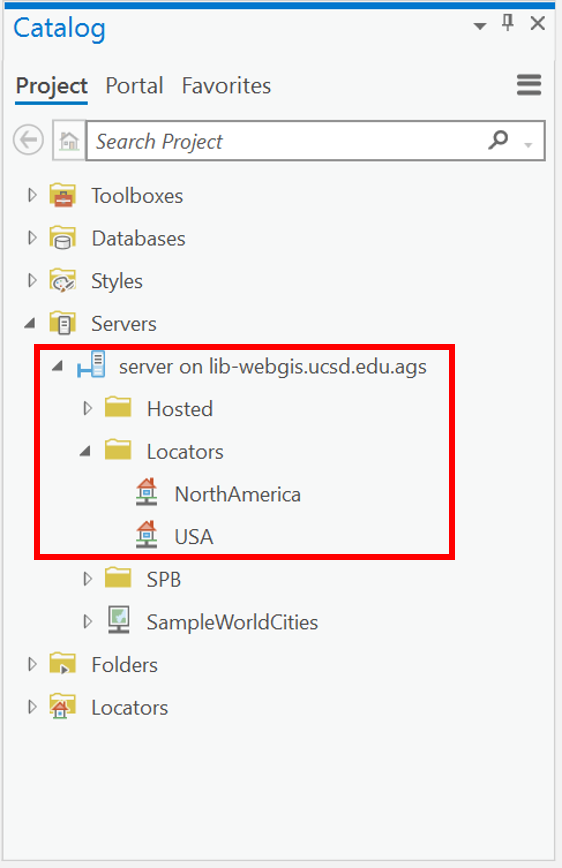 Catalog
Project Portal Favorites
Search Project
Toolboxes
Databases
Styles
Servers
server on lib-webgis.ucsd.edu.ags
Hosted
Locators
NorthAmerica
USA
SPB
SampleWorldCities
Folders
Locators